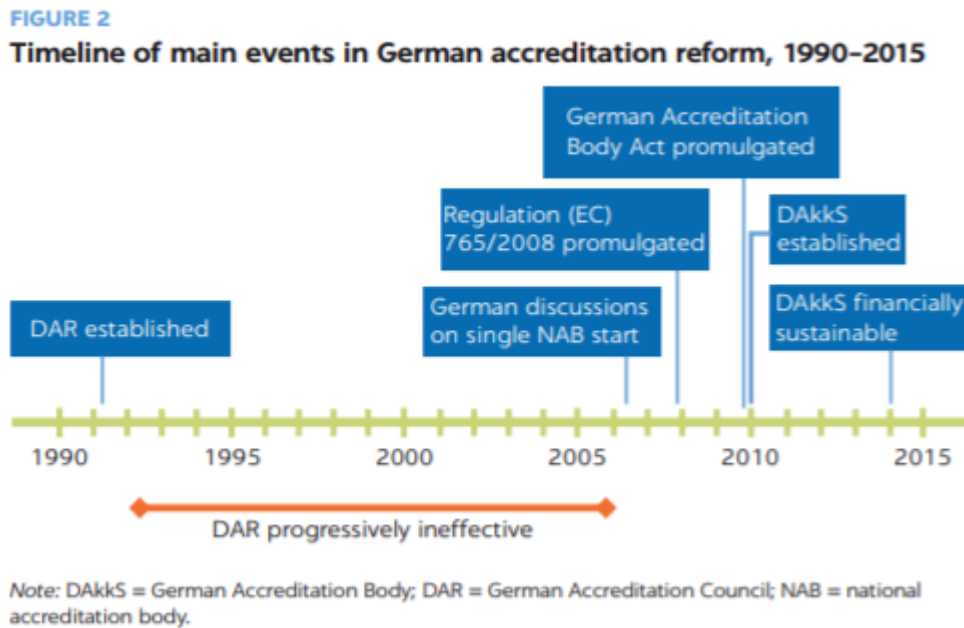 FIGURE 2
Timeline of main events in German accreditation reform, 1990–2015
German Accreditation
Body Act promulgated
Regulation (EC)
765/2008 promulgated
DAkkS
established
DAR established
German discussions
on single NAB start
DAkkS financially
sustainable
1990 1995 2000 2005 2010 2015
DAR progressively ineffective
Note: DAkkS = German Accreditation Body; DAR = German Accreditation Council; NAB = national
accreditation body.